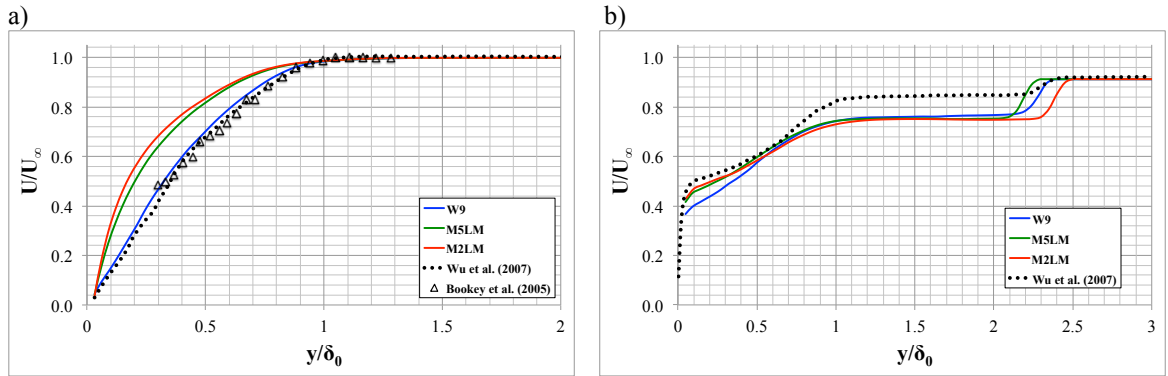 a)
U/U∞
1.0
0.8
0.6
0.4
0.2
0.0
W9
M5LM
M2LM
Wu et al. (2007)
Bookey et al. (2005)
0 0.5 1 1.5 2
y/δ0
b)
U/U∞
1.0
0.8
0.6
0.4
0.2
0.0
W9
M5LM
M2LM
Wu et al. (2007)
0 0.5 1 1.5 2 2.5 3
y/δ0